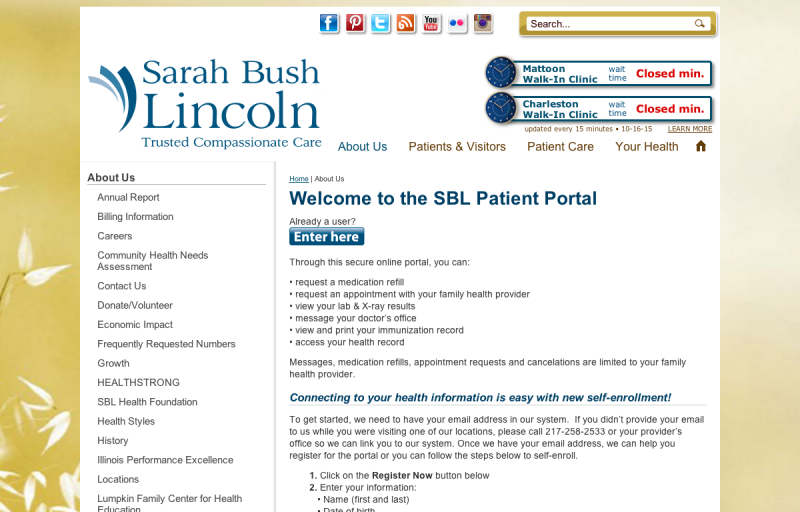 Search...
Mattoon
Walk-In Clinic
wait
time
Closed min.
Charleston
Walk-In Clinic
wait
time
Closed min.
updated every 15 minutes • 10-16-15 LEARN MORE
Sarah Bush
Lincoln
Trusted Compassionate Care
About Us Patients & Visitors Patient Care Your Health
About Us
Annual Report
Billing Information
Careers
Community Health Needs
Assessment
Contact Us
Donate/Volunteer
Economic Impact
Frequently Requested Numbers
Growth
HEALTHSTRONG
SBL Health Foundation
Health Styles
History
Illinois Performance Excellence
Locations
Lumpkin Family Center for Health
Education
Home | About Us
Welcome to the SBL Patient Portal
Already a user?
Enter here
Through this secure online portal, you can:
• request a medication refill
• request an appointment with your family health provider
• view your lab & X-ray results
• message your doctor's office
• view and print your immunization record
• access your health record
Messages, medication refills, appointment requests and cancelations are limited to your family
health provider.
Connecting to your health information is easy with new self-enrollment!
To get started, we need to have your email address in our system. If you didn't provide your email
to us while you were visiting one of our locations, please call 217-258-2533 or your provider's
office so we can link you to our system. Once we have your email address, we can help you
register for the portal or you can follow the steps below to self-enroll.
1. Click on the Register Now button below
2. Enter your information:
• Name (first and last)
• Date of birth